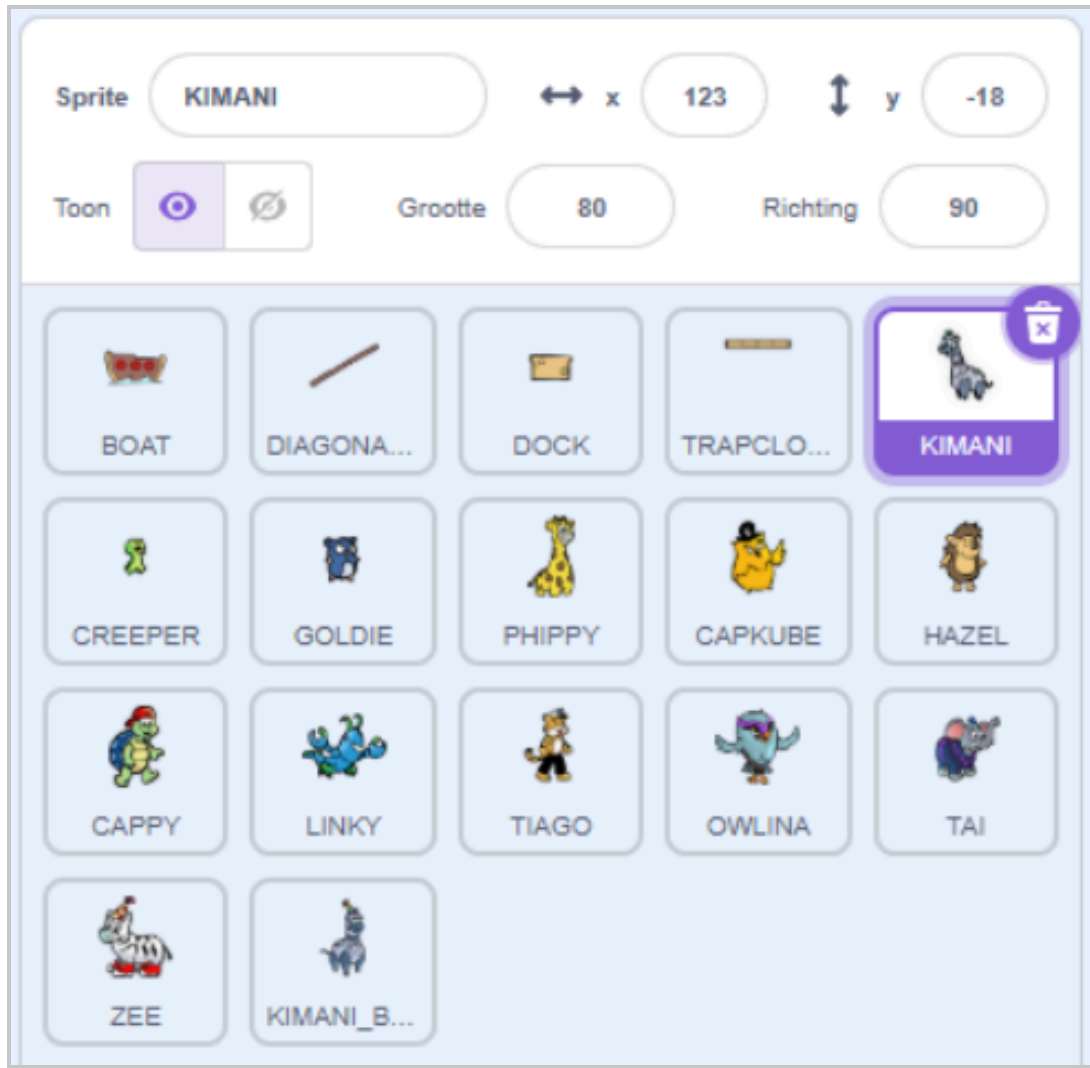 Sprite KIMANI x 123 y -18
Toon Grootte 80 Richting 90
BOAT DIAGONA... DOCK TRAPCLO... KIMANI
CREEPER GOLDIE PHIPPY CAPKUBE HAZEL
CAPPY LINKY TIAGO OWLINA TAI
ZEE KIMANI_B...